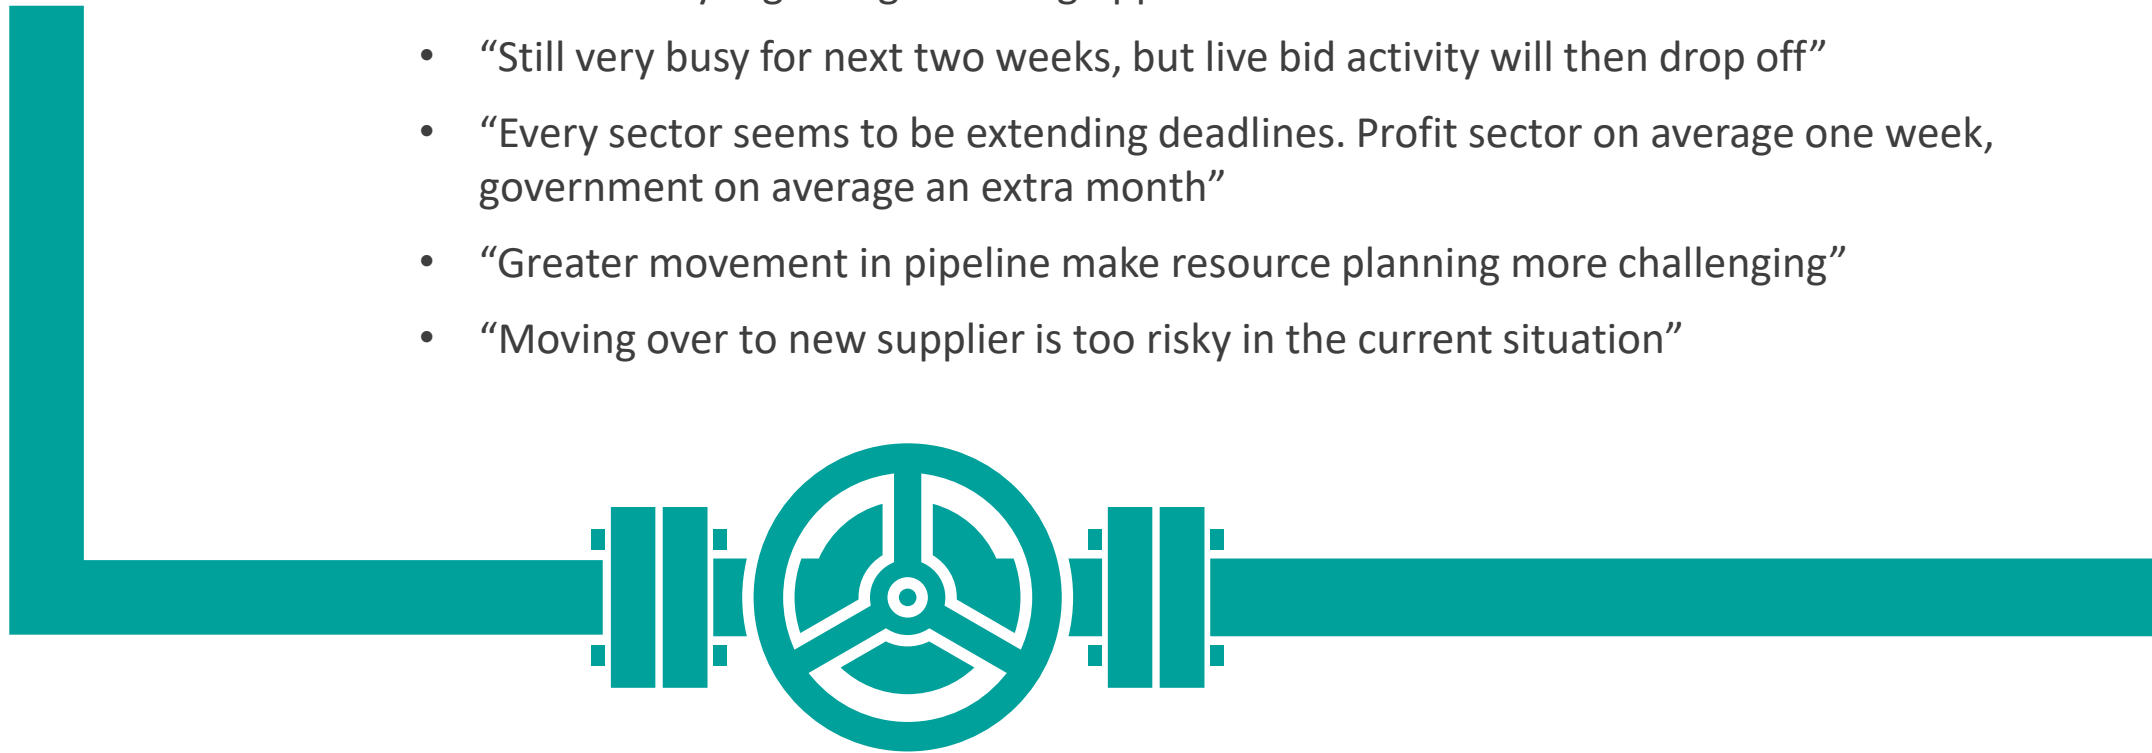 • “Still very busy for next two weeks, but live bid activity will then drop off”
• “Every sector seems to be extending deadlines. Profit sector on average one week,
government on average an extra month”
• “Greater movement in pipeline make resource planning more challenging”
• “Moving over to new supplier is too risky in the current situation”